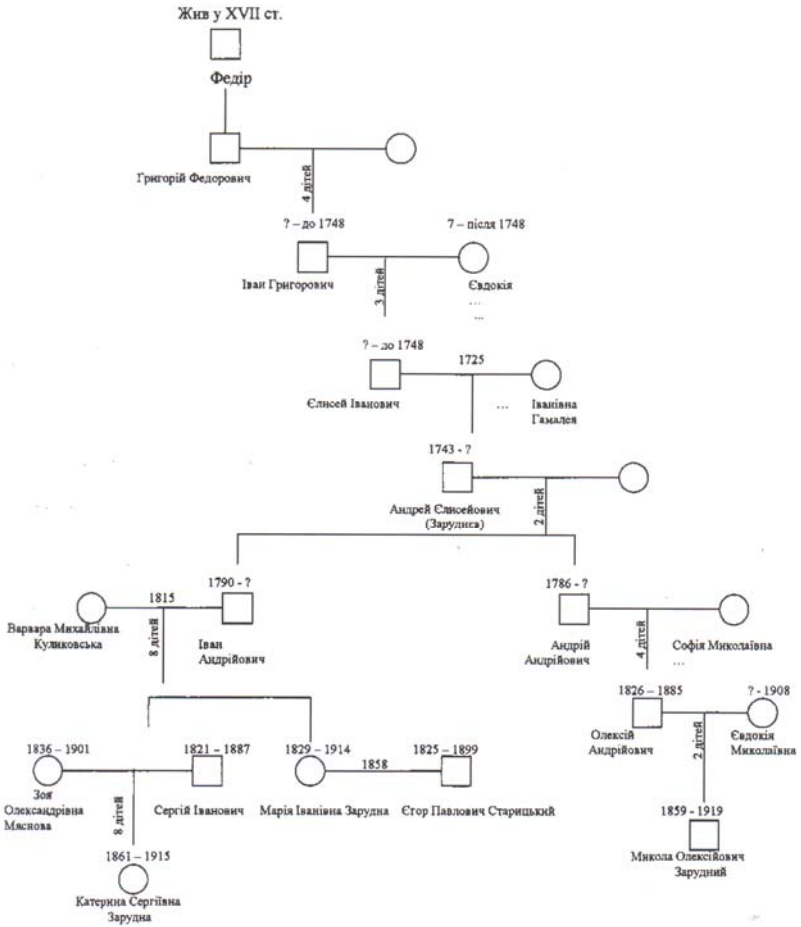 Жив у XVII ст.
Федір
Григорій Федорович
4 дітей
? – до 1748
7 – після 1748
Іван Григорович
Євдокія
...
...
3 дітей
? – до 1748
1725
Єлисей Іванович
...
Іванівна
Гамалея
1743 - ?
Андрей Єлисейович
(Заруднєв)
2 дітей
1790 - ?
1786 - ?
1815
Варвара Михайлівна
Куликовська
8 дітей
Іван
Андрійович
Андрій
Андрійович
4 дітей
Софія Миколаївна
...
1826 – 1885
? - 1908
Олексій
Андрійович
2 дітей
Євдокія
Миколаївна
1836 – 1901
1821 – 1887
1829 – 1914
1858
1825 – 1899
Зоя
Олександрівна
Мяснова
8 дітей
Сергій Іванович
Марія Іванівна Зарудна
Єгор Павлович Старицький
1859 - 1919
Микола Олексійович
Зарудний
1861 – 1915
Катерина Сергіївна
Зарудна